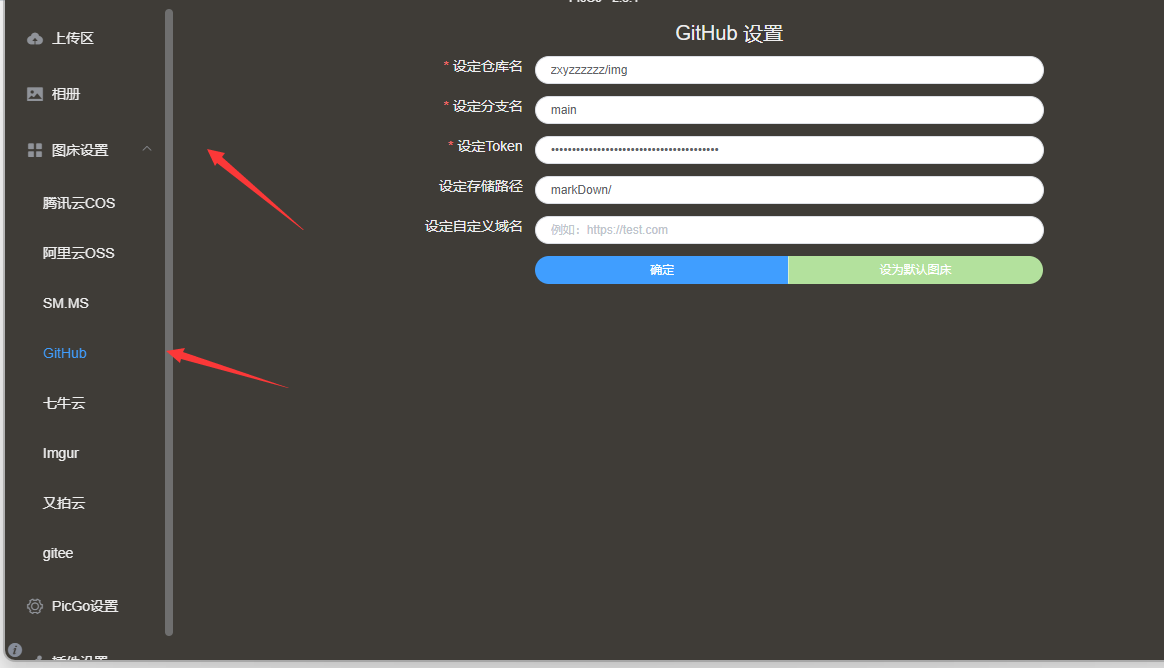 上传区
相册
图床设置
腾讯云COS
阿里云OSS
SM.MS
GitHub
七牛云
Imgur
又拍云
gitee
PicGo设置
GitHub 设置
* 设定仓库名
zxyzzzzzz/img
* 设定分支名
main
* 设定Token
••••••••••••••••••••••••••••••••••••••••
设定存储路径
markDown/
设定自定义域名
例如：https://test.com
确定
设为默认图床